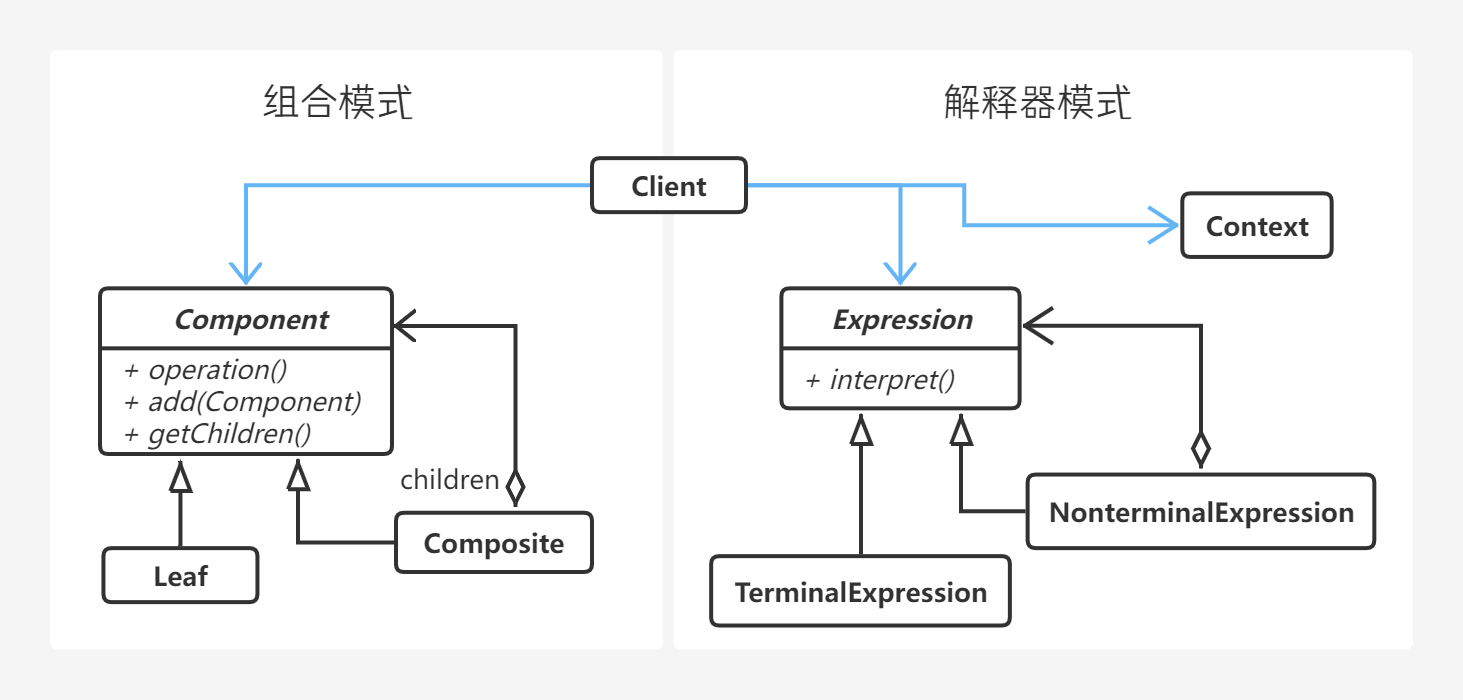 组合模式
解释器模式
Client
Context
Component
+ operation()
+ add(Component)
+ getChildren()
children
Leaf
Composite
Expression
+ interpret()
NonterminalExpression
TerminalExpression